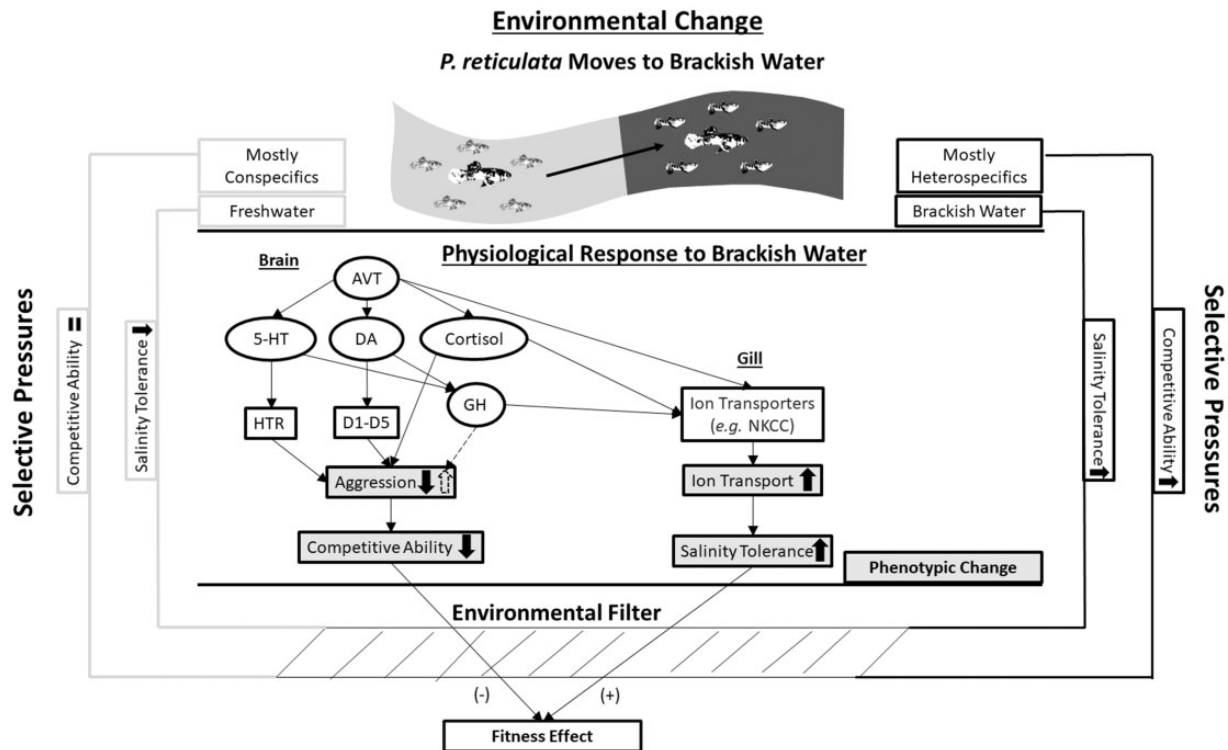 Environmental Change
P. reticulata Moves to Brackish Water
Mostly
Conspecifics
Freshwater
Mostly
Heterospecifics
Brackish Water
Physiological Response to Brackish Water
Brain
AVT
5-HT
DA
Cortisol
GH
HTR
D1-D5
Aggression
Competitive Ability
Gill
Ion Transporters
(e.g. NKCC)
Ion Transport
Salinity Tolerance
Phenotypic Change
Selective Pressures
Competitive Ability =
Salinity Tolerance
Salinity Tolerance
Competitive Ability
Selective Pressures
Environmental Filter
(-)
(+)
Fitness Effect